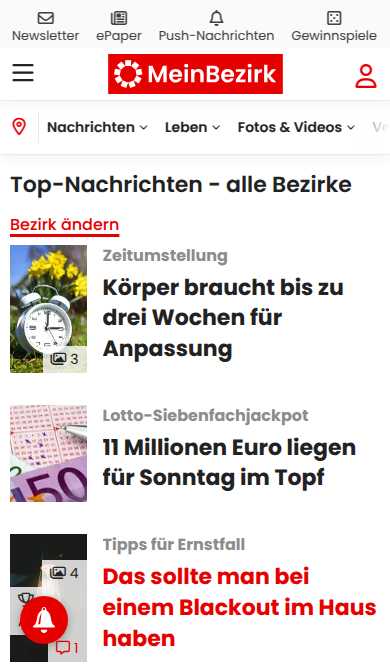 Newsletter ePaper Push-Nachrichten Gewinnspiele
MeinBezirk
Nachrichten Leben Fotos & Videos
Top-Nachrichten - alle Bezirke
Bezirk ändern
Zeitumstellung
Körper braucht bis zu
drei Wochen für
Anpassung
3
Lotto-Siebenfachjackpot
11 Millionen Euro liegen
für Sonntag im Topf
50
Tipps für Ernstfall
Das sollte man bei
einem Blackout im Haus
haben
4
1